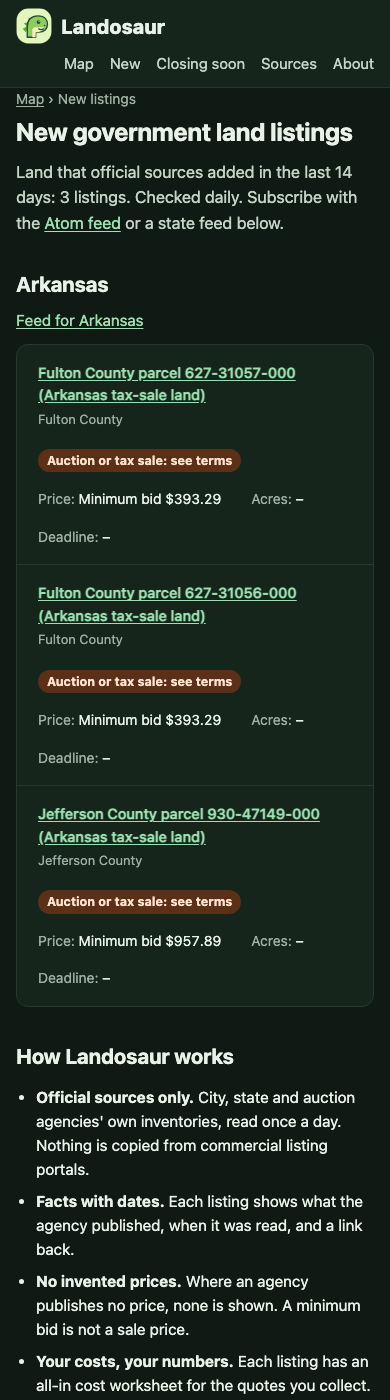 Landosaur
Map New Closing soon Sources About
Map › New listings
New government land listings
Land that official sources added in the last 14
days: 3 listings. Checked daily. Subscribe with
the Atom feed or a state feed below.
Arkansas
Feed for Arkansas
Fulton County parcel 627-31057-000
(Arkansas tax-sale land)
Fulton County
Auction or tax sale: see terms
Price: Minimum bid $393.29 Acres: –
Deadline: –
Fulton County parcel 627-31056-000
(Arkansas tax-sale land)
Fulton County
Auction or tax sale: see terms
Price: Minimum bid $393.29 Acres: –
Deadline: –
Jefferson County parcel 930-47149-000
(Arkansas tax-sale land)
Jefferson County
Auction or tax sale: see terms
Price: Minimum bid $957.89 Acres: –
Deadline: –
How Landosaur works
• Official sources only. City, state and auction
agencies' own inventories, read once a day.
Nothing is copied from commercial listing
portals.
• Facts with dates. Each listing shows what the
agency published, when it was read, and a link
back.
• No invented prices. Where an agency
publishes no price, none is shown. A minimum
bid is not a sale price.
• Your costs, your numbers. Each listing has an
all-in cost worksheet for the quotes you collect.